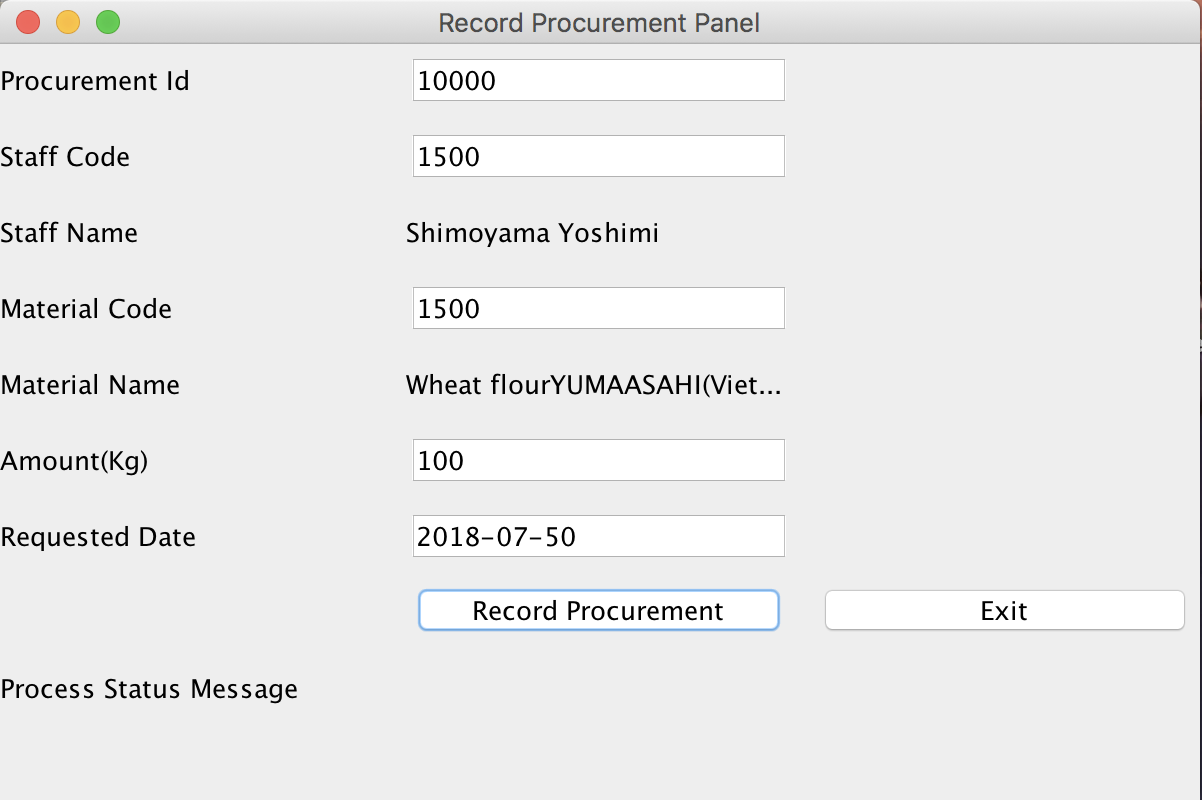 Record Procurement Panel
Procurement Id 10000
Staff Code 1500
Staff Name Shimoyama Yoshimi
Material Code 1500
Material Name Wheat flourYUMAASAHI(Viet...
Amount(Kg) 100
Requested Date 2018-07-50
Record Procurement Exit
Process Status Message